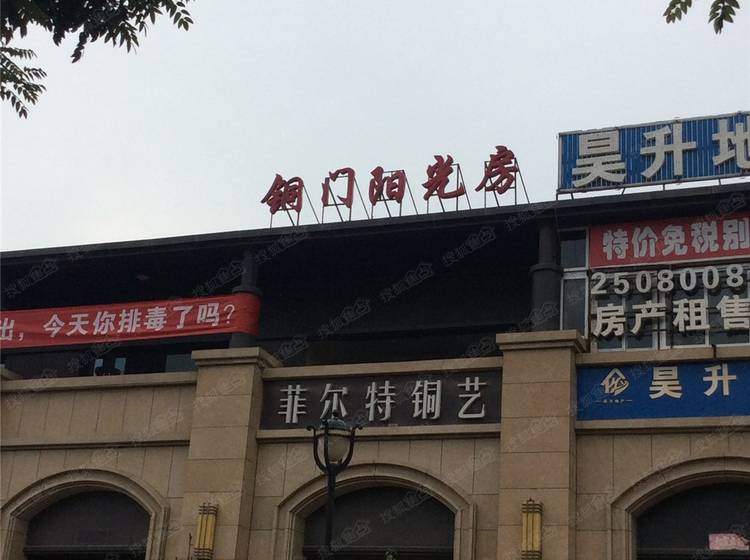 铜门阳光房
昊升地
特价免税别
2508008
房产租售
出，今天你排毒了吗？
菲尔特铜艺
昊升